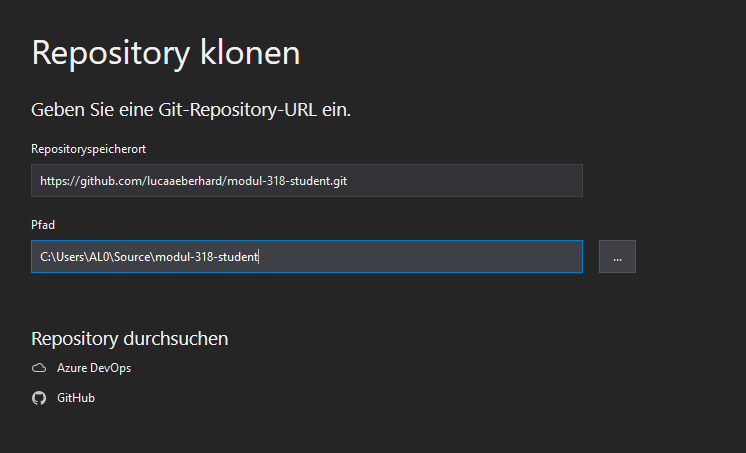 Repository klonen
Geben Sie eine Git-Repository-URL ein.
Repositoryspeicherort
https://github.com/lucaaeberhard/modul-318-student.git
Pfad
C:\Users\AL0\Source\modul-318-student
...
Repository durchsuchen
Azure DevOps
GitHub